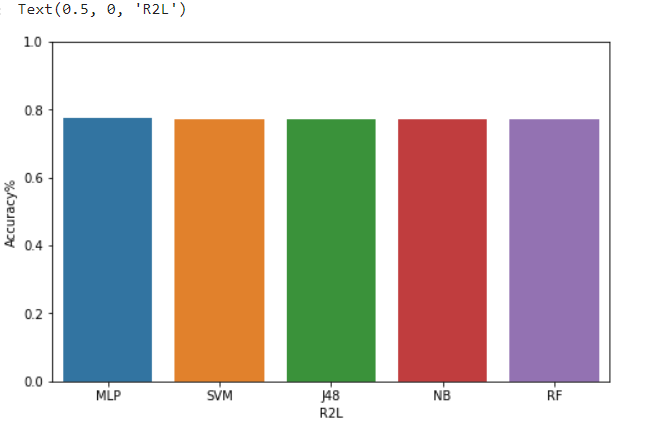 Text(0.5, 0, 'R2L')
1.0
0.8
0.6
0.4
0.2
0.0
Accuracy%
MLP SVM J48 NB RF
R2L